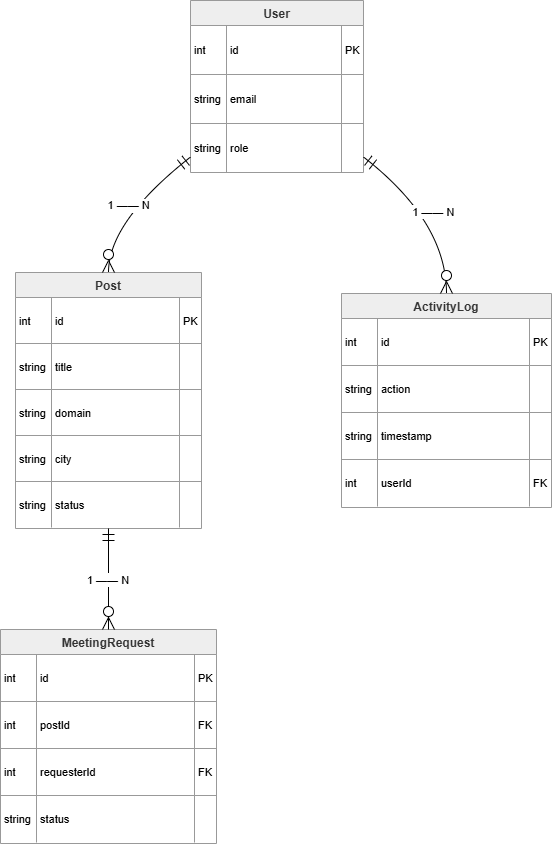 User
int id PK
string email
string role
1 —— N
1 —— N
Post
int id PK
string title
string domain
string city
string status
ActivityLog
int id PK
string action
string timestamp
int userId FK
1 —— N
MeetingRequest
int id PK
int postId FK
int requesterId FK
string status